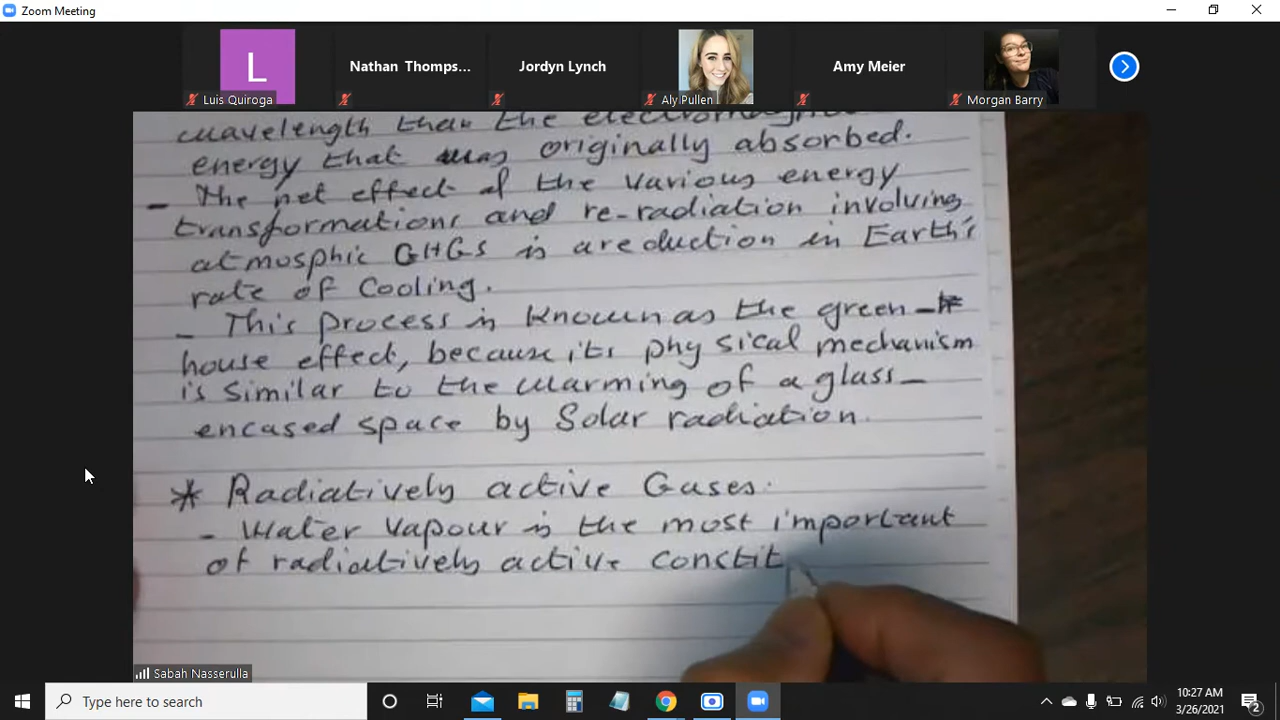 Zoom Meeting
L
Luis Quiroga
Nathan Thomps...
Jordyn Lynch
Aly Pullen
Amy Meier
Morgan Barry
wavelength than the
energy that was originally absorbed.
- The net effect of the various energy
transformations and re-radiation involving
atmosphic GHGs is a reduction in Earth's
rate of Cooling.
- This process is known as the green-
house effect, because its physical mechanism
is similar to the warming of a glass-
encased space by Solar radiation.
* Radiatively active Gases.
- Water vapour is the most important
of radiatively active constit
Sabah Nasserulla
Type here to search
10:27 AM
3/26/2021
2